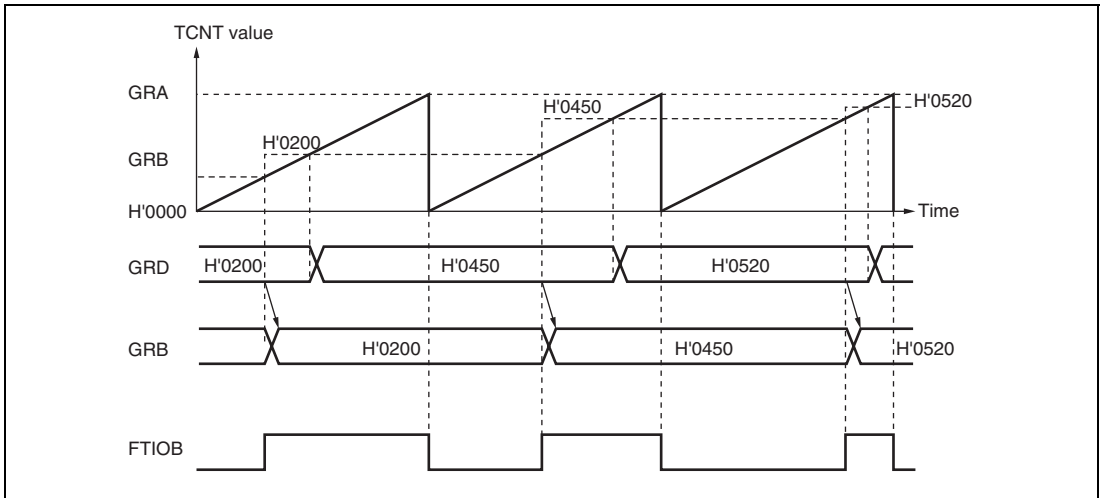 TCNT value
GRA
H'0520
H'0450
H'0200
GRB
H'0000
Time
GRD
H'0200
H'0450
H'0520
GRB
H'0200
H'0450
H'0520
FTIOB